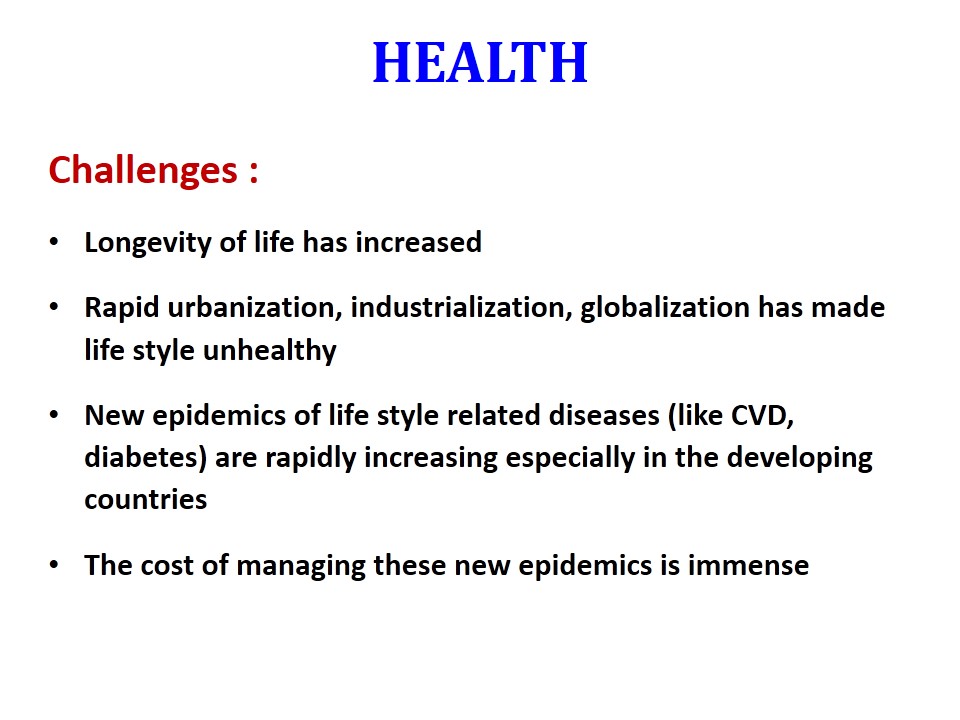 HEALTH
Challenges :
• Longevity of life has increased
• Rapid urbanization, industrialization, globalization has made
life style unhealthy
• New epidemics of life style related diseases (like CVD,
diabetes) are rapidly increasing especially in the developing
countries
• The cost of managing these new epidemics is immense